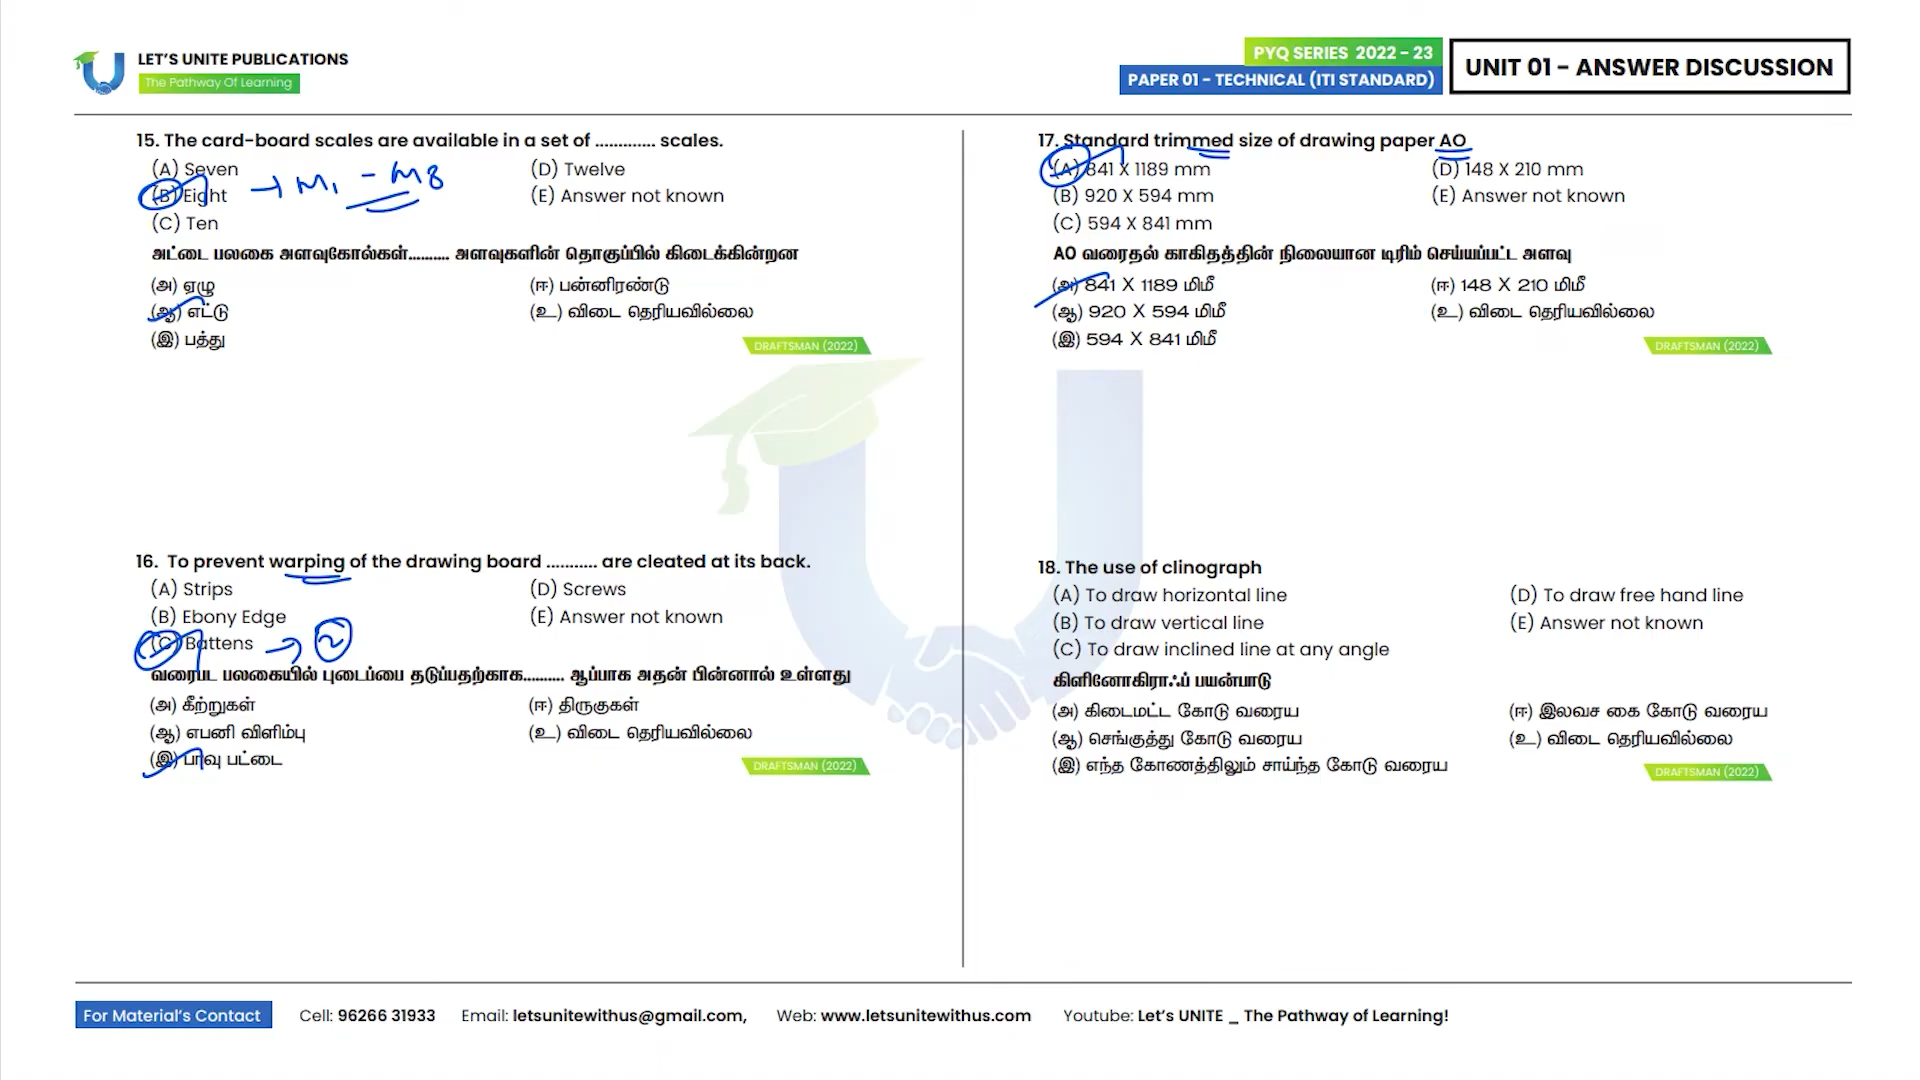 LET'S UNITE PUBLICATIONS
The Pathway Of Learning
PYQ SERIES 2022 - 23
PAPER 01 - TECHNICAL (ITI STANDARD)
UNIT 01 - ANSWER DISCUSSION
15. The card-board scales are available in a set of ............. scales.
(A) Seven
(D) Twelve
(B) Eight → M1 - M8
(E) Answer not known
(C) Ten
அட்டை பலகை அளவுகோல்கள்.......... அளவுகளின் தொகுப்பில் கிடைக்கின்றன
(அ) ஏழு
(ஈ) பன்னிரண்டு
(ஆ) எட்டு
(உ) விடை தெரியவில்லை
(இ) பத்து
DRAFTSMAN (2022)
16. To prevent warping of the drawing board ........... are cleated at its back.
(A) Strips
(D) Screws
(B) Ebony Edge
(E) Answer not known
(C) Battens → 2
வரைபட பலகையில் புடைப்பை தடுப்பதற்காக.......... ஆப்பாக அதன் பின்னால் உள்ளது
(அ) கீற்றுகள்
(ஈ) திருகுகள்
(ஆ) எபனி விளிம்பு
(உ) விடை தெரியவில்லை
(இ) பரவு பட்டை
DRAFTSMAN (2022)
17. Standard trimmed size of drawing paper AO
(A) 841 X 1189 mm
(D) 148 X 210 mm
(B) 920 X 594 mm
(E) Answer not known
(C) 594 X 841 mm
A0 வரைதல் காகிதத்தின் நிலையான டிரிம் செய்யப்பட்ட அளவு
(அ) 841 X 1189 மிமீ
(ஈ) 148 X 210 மிமீ
(ஆ) 920 X 594 மிமீ
(உ) விடை தெரியவில்லை
(இ) 594 X 841 மிமீ
DRAFTSMAN (2022)
18. The use of clinograph
(A) To draw horizontal line
(D) To draw free hand line
(B) To draw vertical line
(E) Answer not known
(C) To draw inclined line at any angle
கிளினோகிராஃப் பயன்பாடு
(அ) கிடைமட்ட கோடு வரைய
(ஈ) இலவச கை கோடு வரைய
(ஆ) செங்குத்து கோடு வரைய
(உ) விடை தெரியவில்லை
(இ) எந்த கோணத்திலும் சாய்ந்த கோடு வரைய
DRAFTSMAN (2022)
For Material's Contact
Cell: 96266 31933
Email: letsunitewithus@gmail.com,
Web: www.letsunitewithus.com
Youtube: Let's UNITE _ The Pathway of Learning!